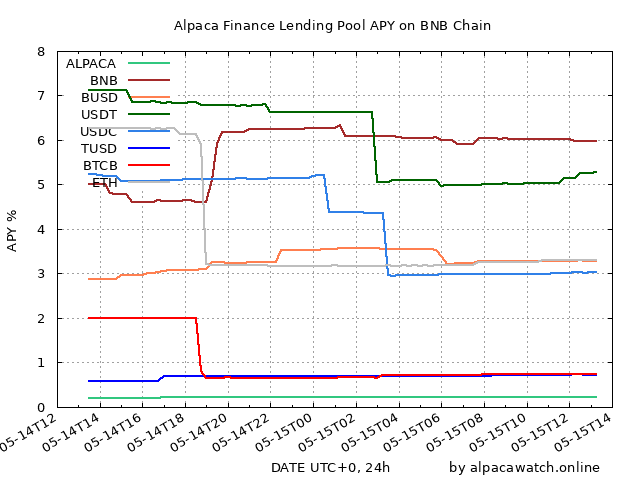 Alpaca Finance Lending Pool APY on BNB Chain
8
7
6
5
4
3
2
1
0
APY %
ALPACA
BNB
BUSD
USDT
USDC
TUSD
BTCB
ETH
05-14T12
05-14T14
05-14T16
05-14T18
05-14T20
05-14T22
05-15T00
05-15T02
05-15T04
05-15T06
05-15T08
05-15T10
05-15T12
05-15T14
DATE UTC+0, 24h
by alpacawatch.online